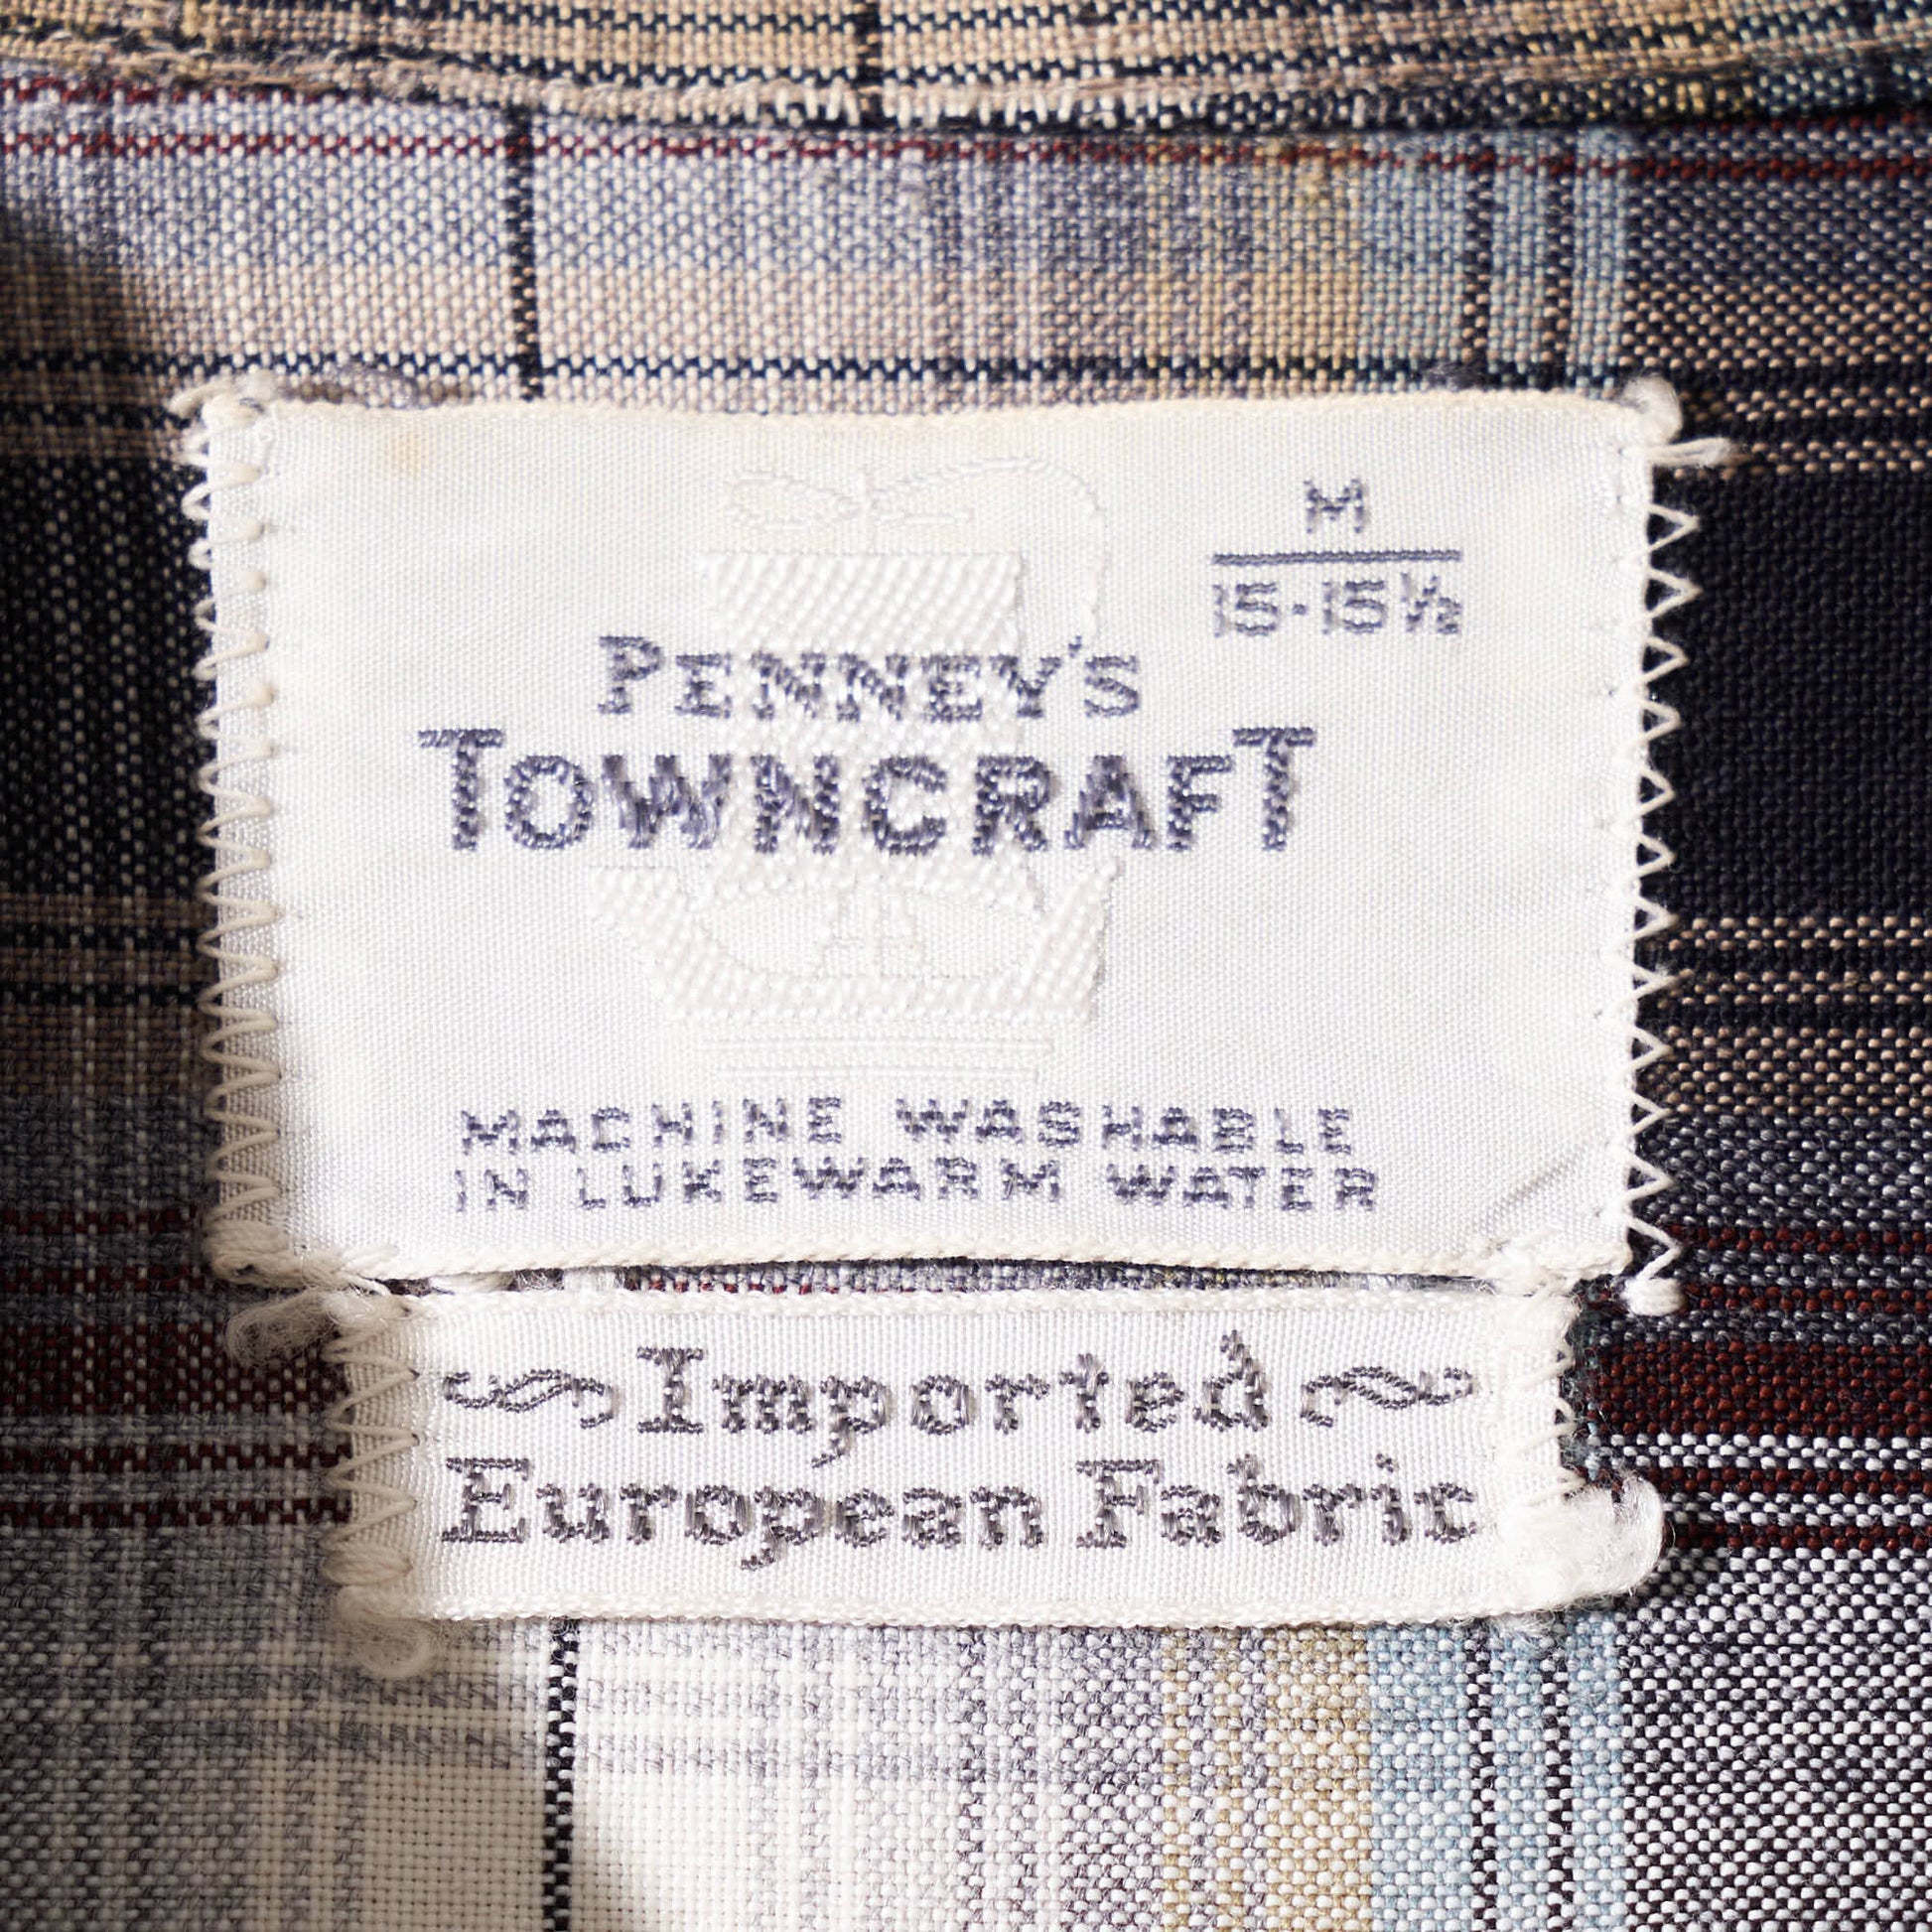 M
15-15½
PENNEY'S
TOWNCRAFT
MACHINE WASHABLE
IN LUKEWARM WATER
Imported
European Fabric